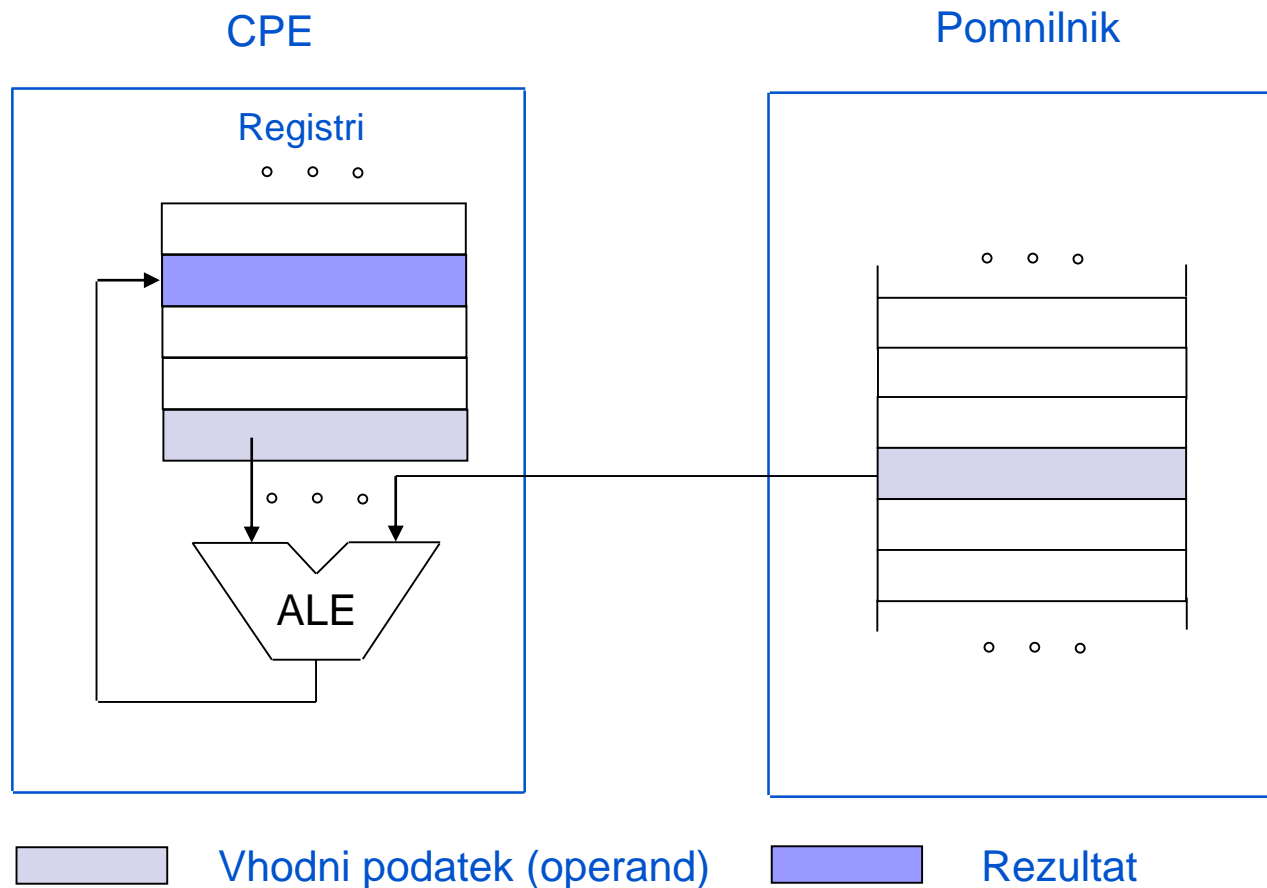 CPE
Pomnilnik
Registri
ALE
Vhodni podatek (operand)
Rezultat